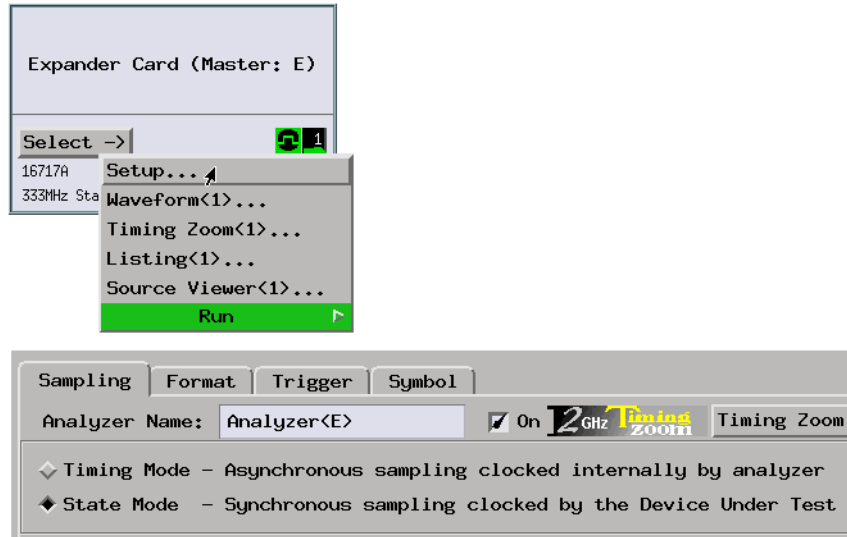 Expander Card (Master: E)
Select ->
1
16717A
Setup...
333MHz Sta
Waveform<1>...
Timing Zoom<1>...
Listing<1>...
Source Viewer<1>...
Run
Sampling Format Trigger Symbol
Analyzer Name: Analyzer<E> On 2GHz Timing zoom Timing Zoom
Timing Mode - Asynchronous sampling clocked internally by analyzer
State Mode - Synchronous sampling clocked by the Device Under Test